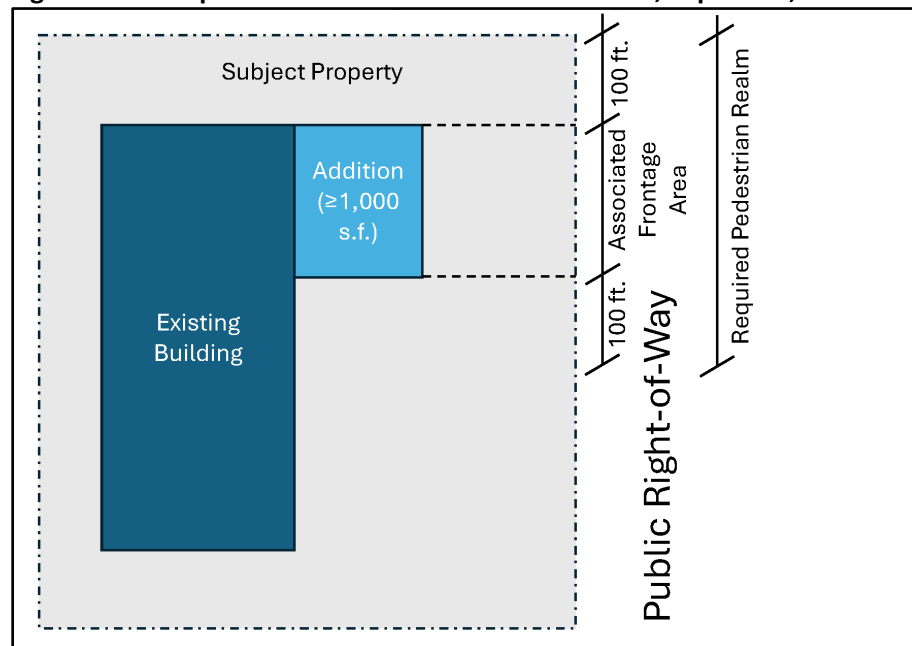 Subject Property
Addition
(≥1,000
s.f.)
Existing
Building
100 ft.
Associated
Frontage
Area
100 ft.
Required Pedestrian Realm
Public Right-of-Way